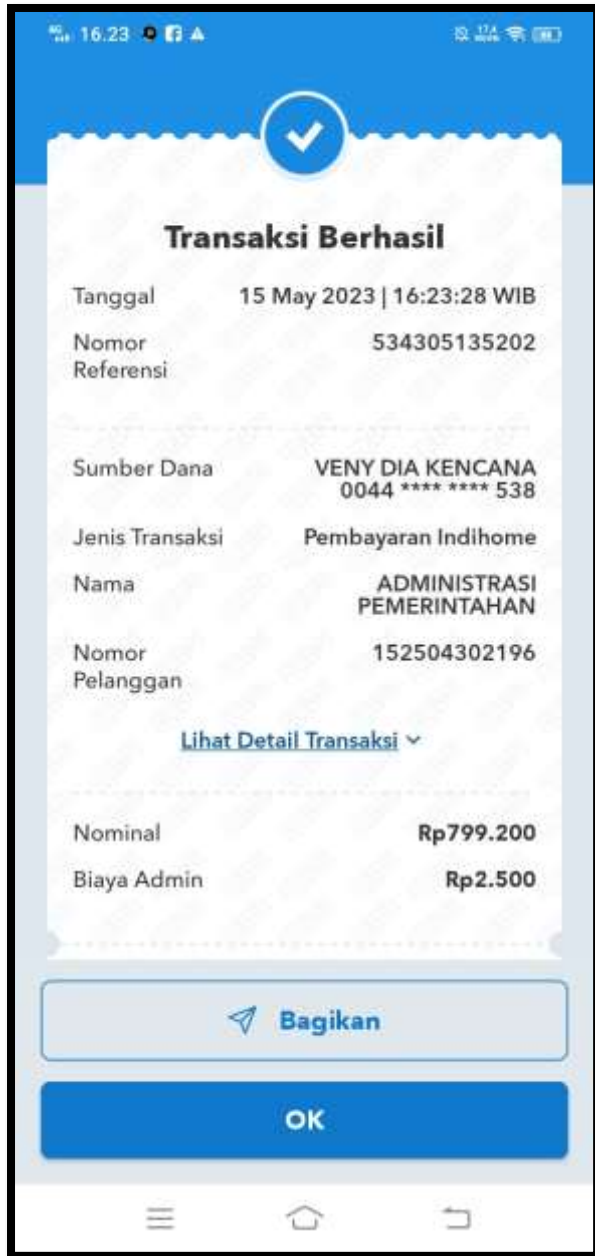 16.23
Transaksi Berhasil
Tanggal 15 May 2023 | 16:23:28 WIB
Nomor Referensi 534305135202
Sumber Dana VENY DIA KENCANA
0044 **** **** 538
Jenis Transaksi Pembayaran Indihome
Nama ADMINISTRASI
PEMERINTAHAN
Nomor Pelanggan 152504302196
Lihat Detail Transaksi
Nominal Rp799.200
Biaya Admin Rp2.500
Bagikan
OK